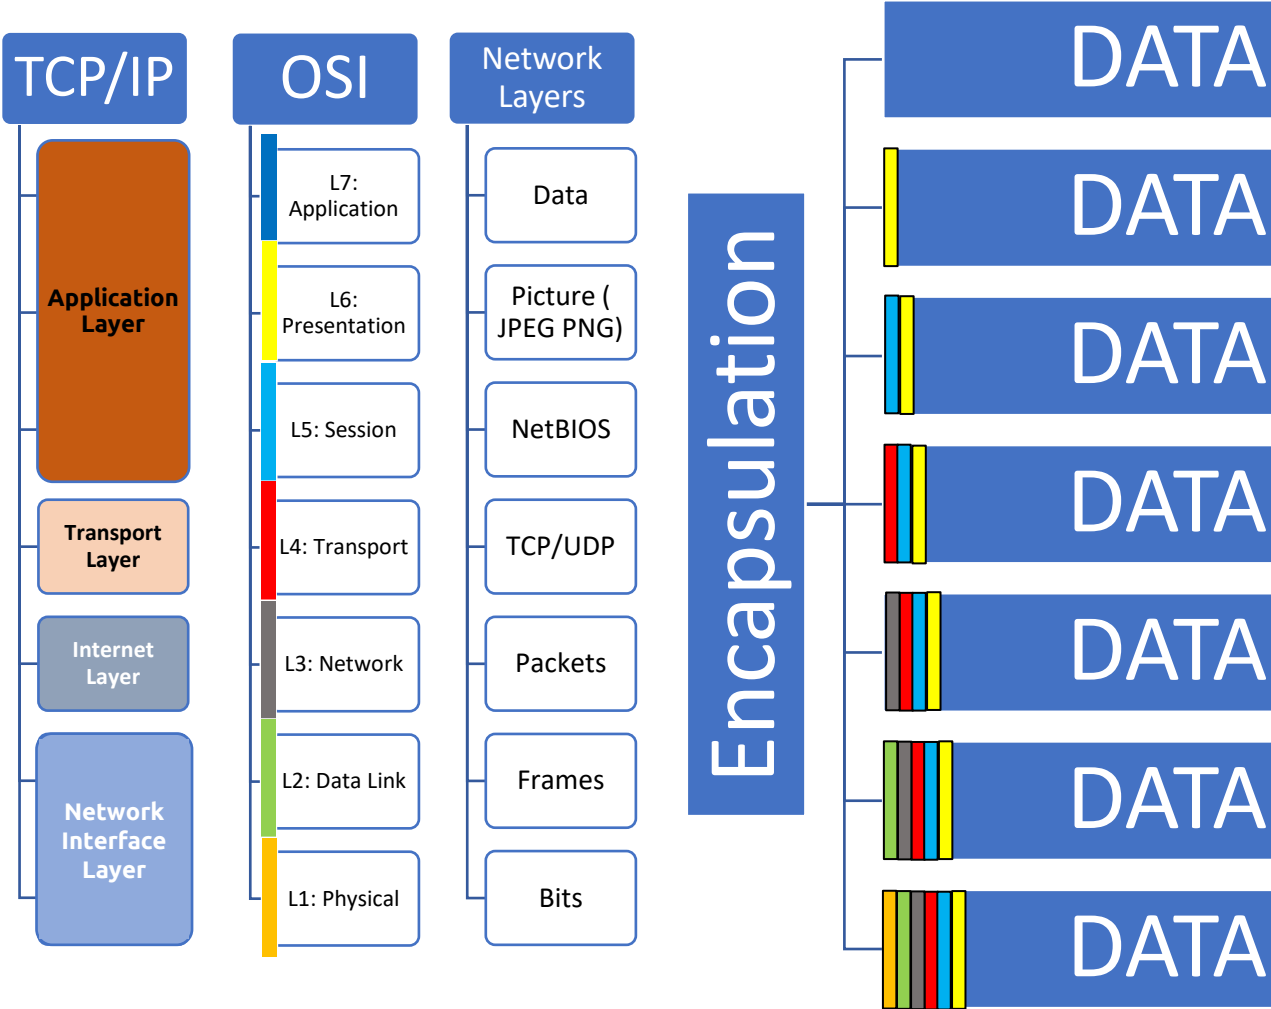 TCP/IP
Application
Layer
Transport
Layer
Internet
Layer
Network
Interface
Layer
OSI
L7:
Application
L6:
Presentation
L5: Session
L4: Transport
L3: Network
L2: Data Link
L1: Physical
Network
Layers
Data
Picture (
JPEG PNG)
NetBIOS
TCP/UDP
Packets
Frames
Bits
Encapsulation
DATA
DATA
DATA
DATA
DATA
DATA
DATA